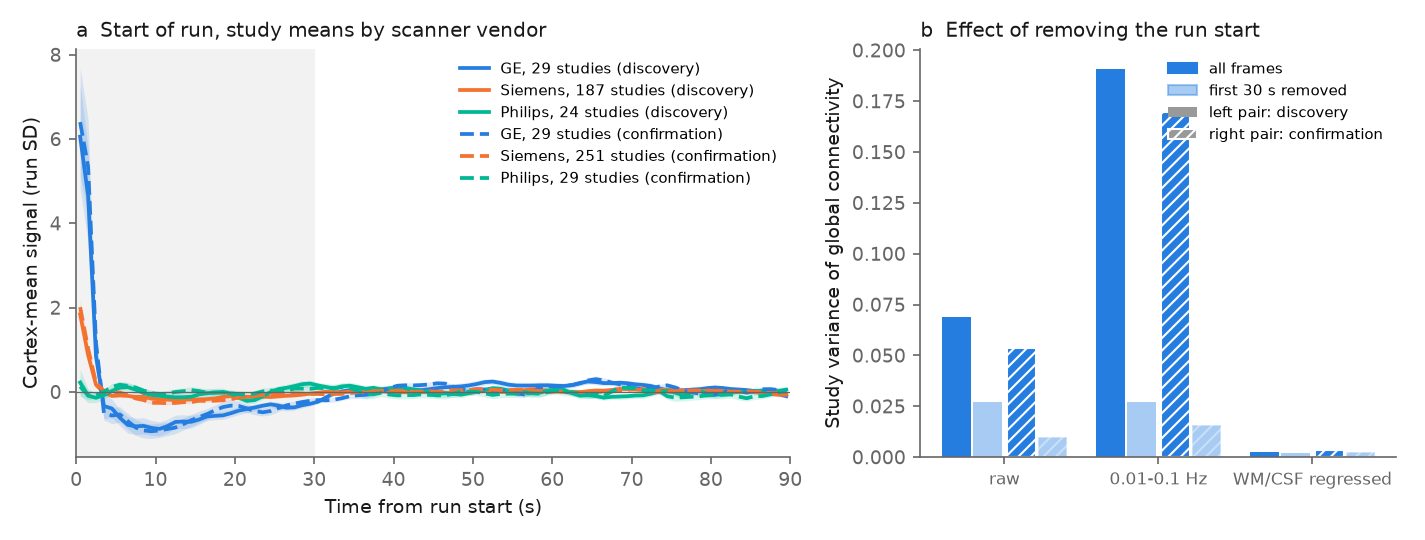 a  Start of run, study means by scanner vendor
Cortex-mean signal (run SD)
8
6
4
2
0
GE, 29 studies (discovery)
Siemens, 187 studies (discovery)
Philips, 24 studies (discovery)
GE, 29 studies (confirmation)
Siemens, 251 studies (confirmation)
Philips, 29 studies (confirmation)
0 10 20 30 40 50 60 70 80 90
Time from run start (s)
b  Effect of removing the run start
Study variance of global connectivity
0.200
0.175
0.150
0.125
0.100
0.075
0.050
0.025
0.000
all frames
first 30 s removed
left pair: discovery
right pair: confirmation
raw 0.01-0.1 Hz WM/CSF regressed